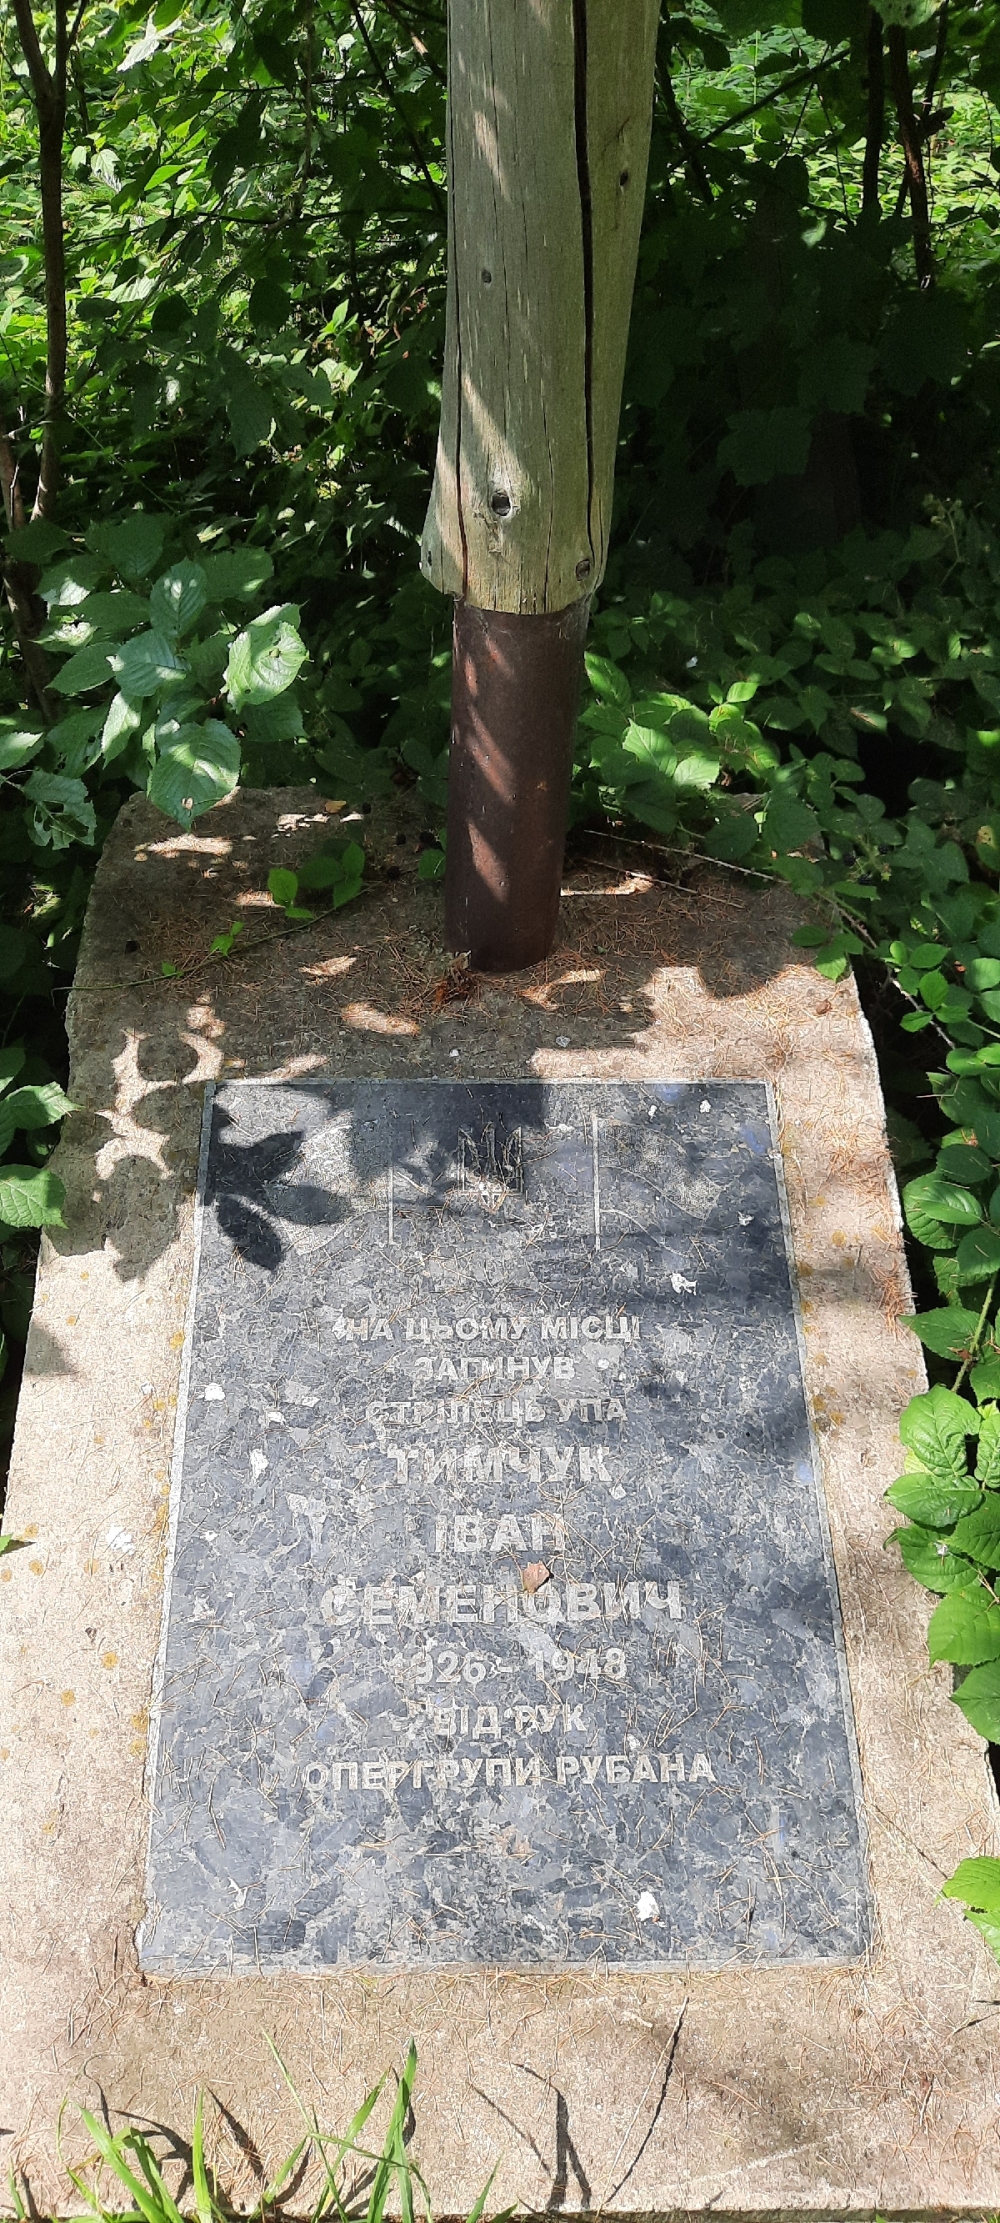 НА ЦЬОМУ МІСЦІ
ЗАГИНУВ
СТРІЛЕЦЬ УПА
ТИМЧУК
ІВАН
СЕМЕНОВИЧ
1926 - 1948
ВІД РУК
ОПЕРГРУПИ РУБАНА